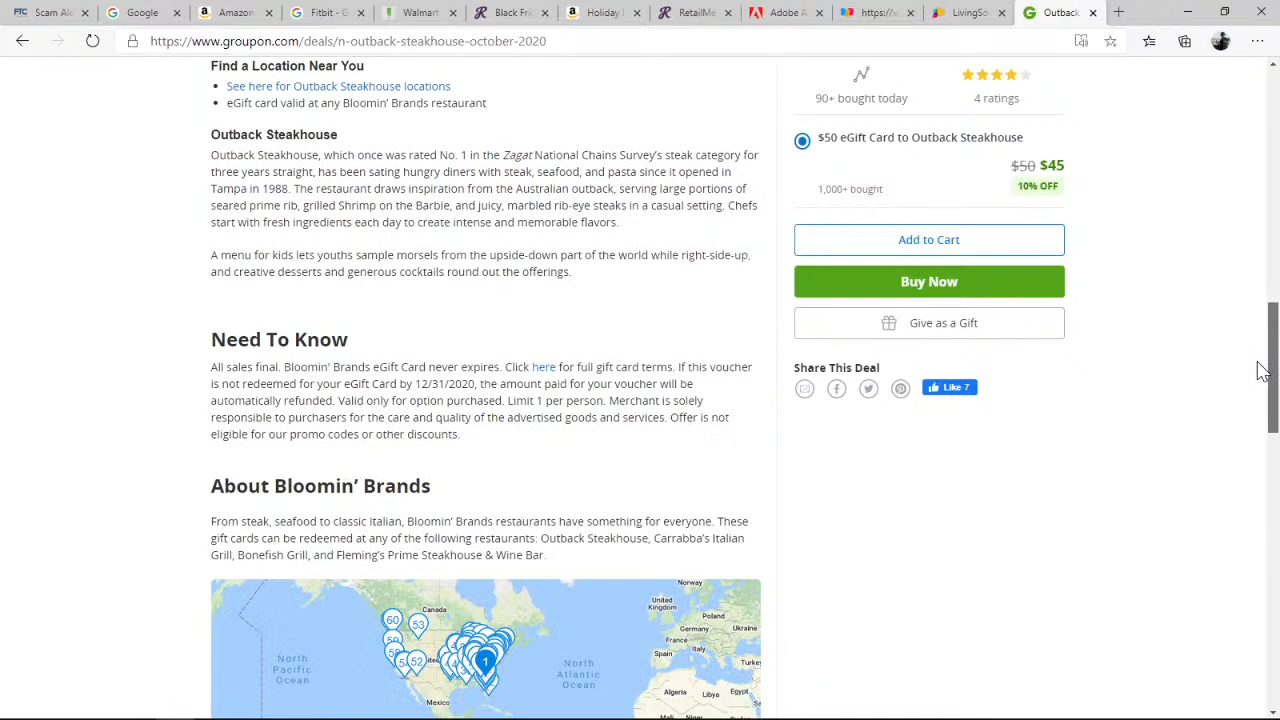 FTC Scam Ale
Google
Amazon
Fitbit - G
Walmart
Black Fri
Holiday l
RetailMe
Adobe A
https://w
LivingSo
Outback
https://www.groupon.com/deals/n-outback-steakhouse-october-2020
Find a Location Near You
• See here for Outback Steakhouse locations
• eGift card valid at any Bloomin' Brands restaurant
Outback Steakhouse
Outback Steakhouse, which once was rated No. 1 in the Zagat National Chains Survey's steak category for
three years straight, has been sating hungry diners with steak, seafood, and pasta since it opened in
Tampa in 1988. The restaurant draws inspiration from the Australian outback, serving large portions of
seared prime rib, grilled Shrimp on the Barbie, and juicy, marbled rib-eye steaks in a casual setting. Chefs
start with fresh ingredients each day to create intense and memorable flavors.
A menu for kids lets youths sample morsels from the upside-down part of the world while right-side-up,
and creative desserts and generous cocktails round out the offerings.
Need To Know
All sales final. Bloomin' Brands eGift Card never expires. Click here for full gift card terms. If this voucher
is not redeemed for your eGift Card by 12/31/2020, the amount paid for your voucher will be
automatically refunded. Valid only for option purchased. Limit 1 per person. Merchant is solely
responsible to purchasers for the care and quality of the advertised goods and services. Offer is not
eligible for our promo codes or other discounts.
About Bloomin' Brands
From steak, seafood to classic Italian, Bloomin' Brands restaurants have something for everyone. These
gift cards can be redeemed at any of the following restaurants: Outback Steakhouse, Carrabba's Italian
Grill, Bonefish Grill, and Fleming's Prime Steakhouse & Wine Bar.
Canada
60
53
52
1
Mexico
North
Pacific
Ocean
North
Atlantic
Ocean
Norway
United
Kingdom
Poland
Germany
Ukraine
France
Spain
Turkey
Algeria
Libya
Egypt
Mali
Niger
90+ bought today
4 ratings
$50 eGift Card to Outback Steakhouse
$50 $45
1,000+ bought
10% OFF
Add to Cart
Buy Now
Give as a Gift
Share This Deal
Like 7